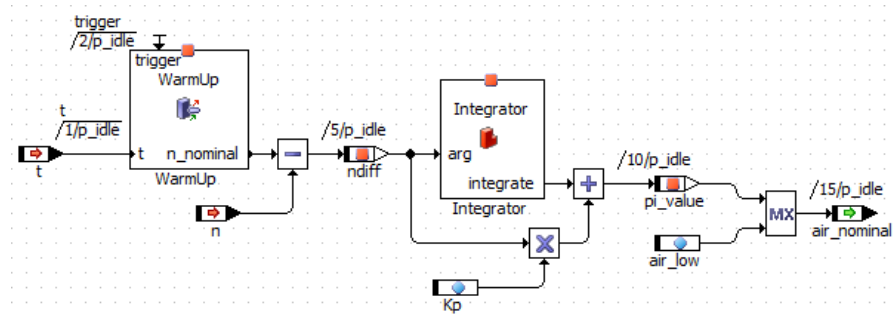 trigger
/2/p_idle
trigger
WarmUp
t
/1/p_idle
t
n_nominal
t
WarmUp
n
/5/p_idle
ndiff
Integrator
arg
integrate
Integrator
Kp
/10/p_idle
pi_value
air_low
MX
/15/p_idle
air_nominal